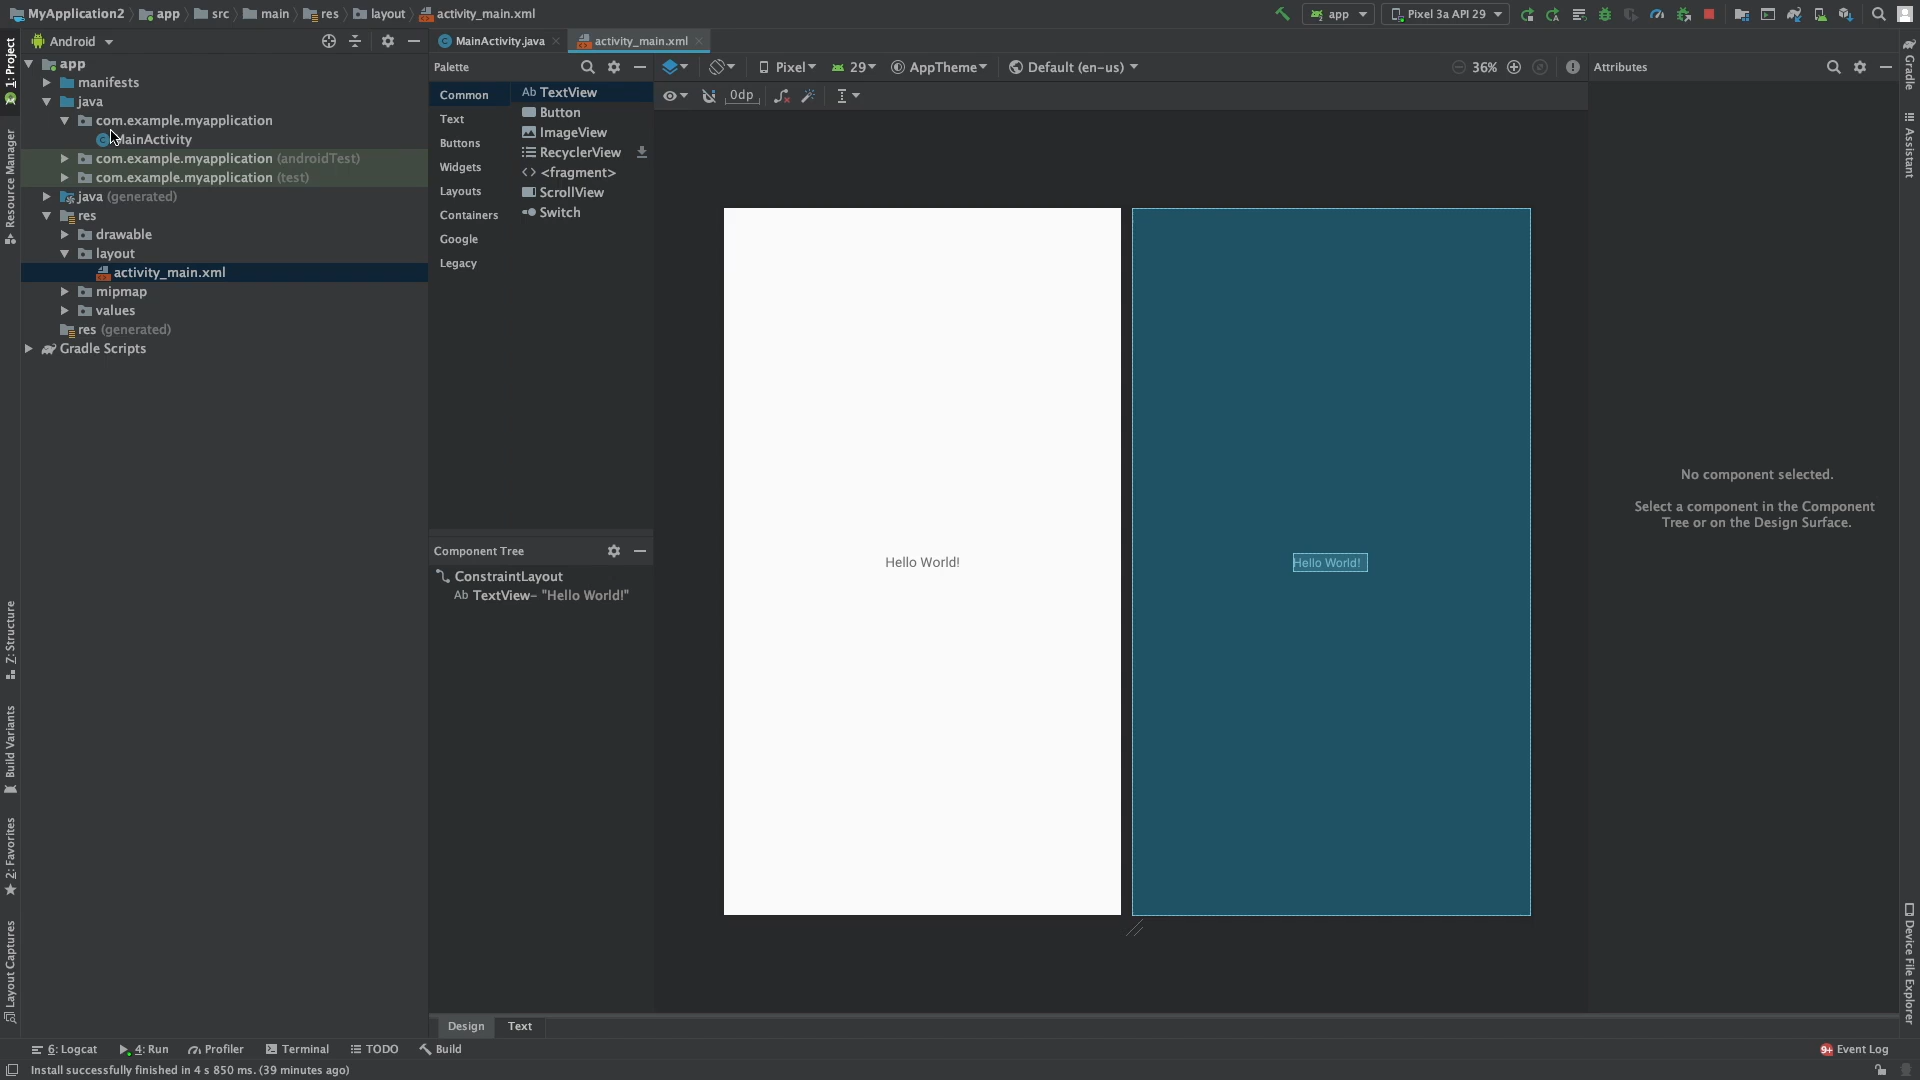 MyApplication2 app src main res layout activity_main.xml
app Pixel 3a API 29
Android
MainActivity.java activity_main.xml
1: Project
Resource Manager
Z: Structure
Build Variants
2: Favorites
Layout Captures
app
manifests
java
com.example.myapplication
MainActivity
com.example.myapplication (androidTest)
com.example.myapplication (test)
java (generated)
res
drawable
layout
activity_main.xml
mipmap
values
res (generated)
Gradle Scripts
Palette
Common
Text
Buttons
Widgets
Layouts
Containers
Google
Legacy
Ab TextView
Button
ImageView
RecyclerView
<fragment>
ScrollView
Switch
Component Tree
ConstraintLayout
Ab TextView- "Hello World!"
Pixel 29 AppTheme Default (en-us) 36%
0dp
Hello World!
Hello World!
Attributes
No component selected.
Select a component in the Component
Tree or on the Design Surface.
Gradle
Assistant
Device File Explorer
Design Text
6: Logcat 4: Run Profiler Terminal TODO Build
9+ Event Log
Install successfully finished in 4 s 850 ms. (39 minutes ago)